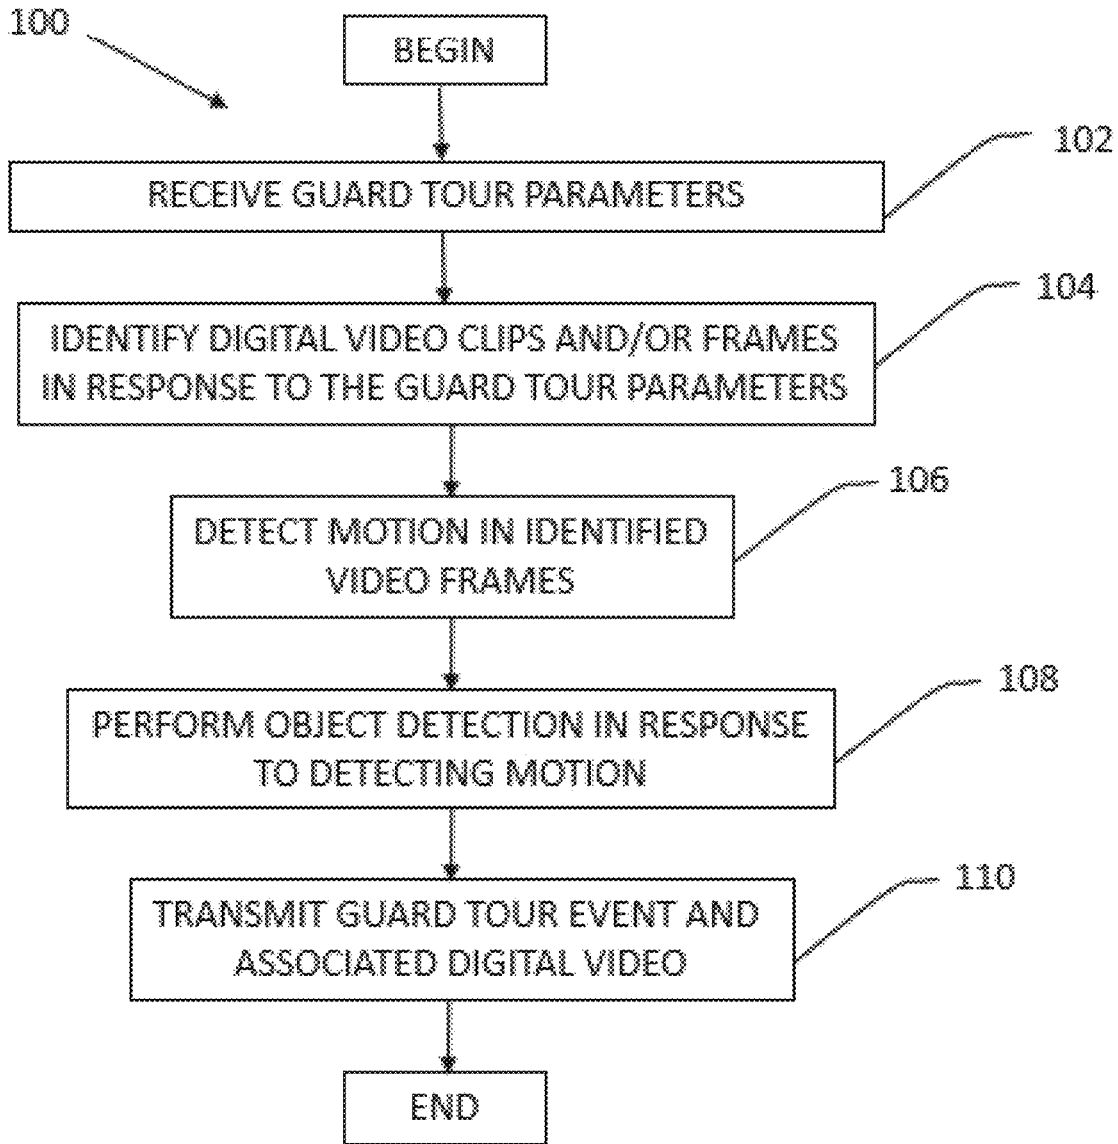 100
BEGIN
102
RECEIVE GUARD TOUR PARAMETERS
104
IDENTIFY DIGITAL VIDEO CLIPS AND/OR FRAMES
IN RESPONSE TO THE GUARD TOUR PARAMETERS
106
DETECT MOTION IN IDENTIFIED
VIDEO FRAMES
108
PERFORM OBJECT DETECTION IN RESPONSE
TO DETECTING MOTION
110
TRANSMIT GUARD TOUR EVENT AND
ASSOCIATED DIGITAL VIDEO
END